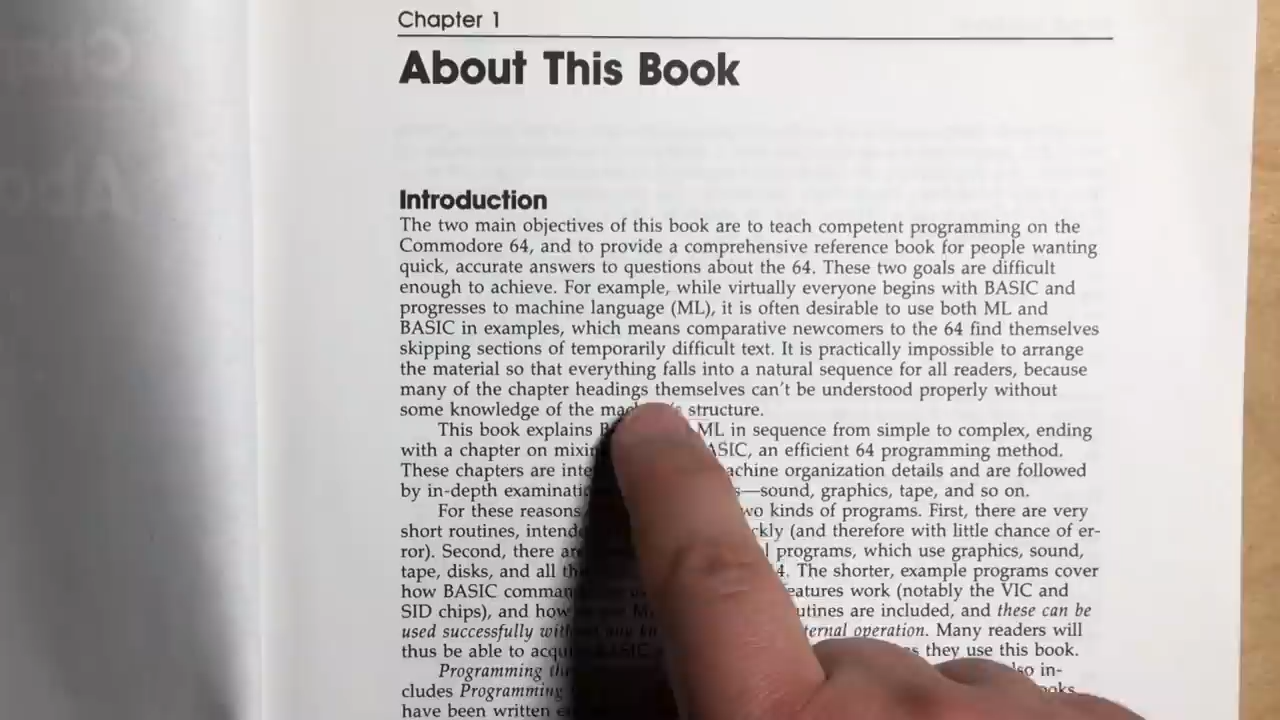 Chapter 1
About This Book
Introduction
The two main objectives of this book are to teach competent programming on the
Commodore 64, and to provide a comprehensive reference book for people wanting
quick, accurate answers to questions about the 64. These two goals are difficult
enough to achieve. For example, while virtually everyone begins with BASIC and
progresses to machine language (ML), it is often desirable to use both ML and
BASIC in examples, which means comparative newcomers to the 64 find themselves
skipping sections of temporarily difficult text. It is practically impossible to arrange
the material so that everything falls into a natural sequence for all readers, because
many of the chapter headings themselves can't be understood properly without
some knowledge of the structure.
This book explains ML in sequence from simple to complex, ending
with a chapter on BASIC, an efficient 64 programming method.
These chapters are machine organization details and are followed
by in-depth —sound, graphics, tape, and so on.
For these reasons two kinds of programs. First, there are very
short routines, (and therefore with little chance of er-
ror). Second, there programs, which use graphics, sound,
tape, disks, and all The shorter, example programs cover
how BASIC features work (notably the VIC and
SID chips), and how routines are included, and these can be
used successfully operation. Many readers will
thus be able to as they use this book.
Programming in-
cludes Programming
have been written